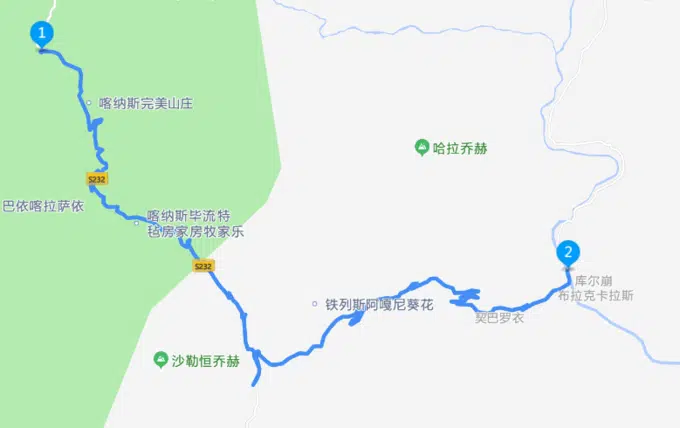 1
喀纳斯完美山庄
哈拉乔赫
S232
巴依喀拉萨依
喀纳斯毕流特
毡房家房牧家乐
2
S232
库尔崩
布拉克卡拉斯
铁列斯阿嘎尼葵花
契巴罗衣
沙勒恒乔赫